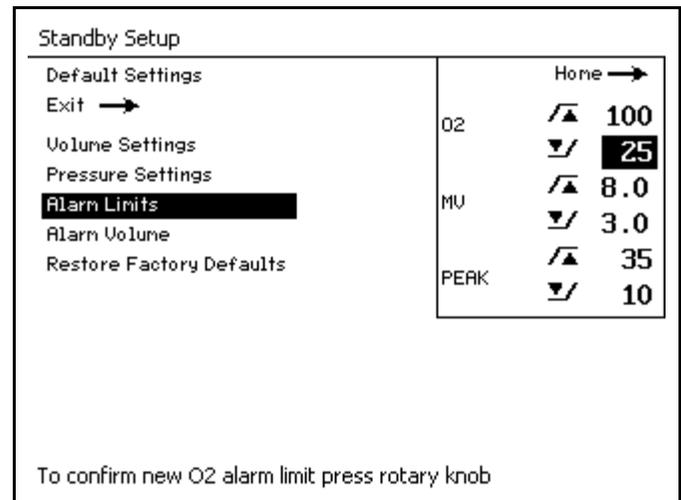 Standby Setup
Default Settings
Exit
Volume Settings
Pressure Settings
Alarm Limits
Alarm Volume
Restore Factory Defaults
Home
O2
100
25
MV
8.0
3.0
PEAK
35
10
To confirm new O2 alarm limit press rotary knob